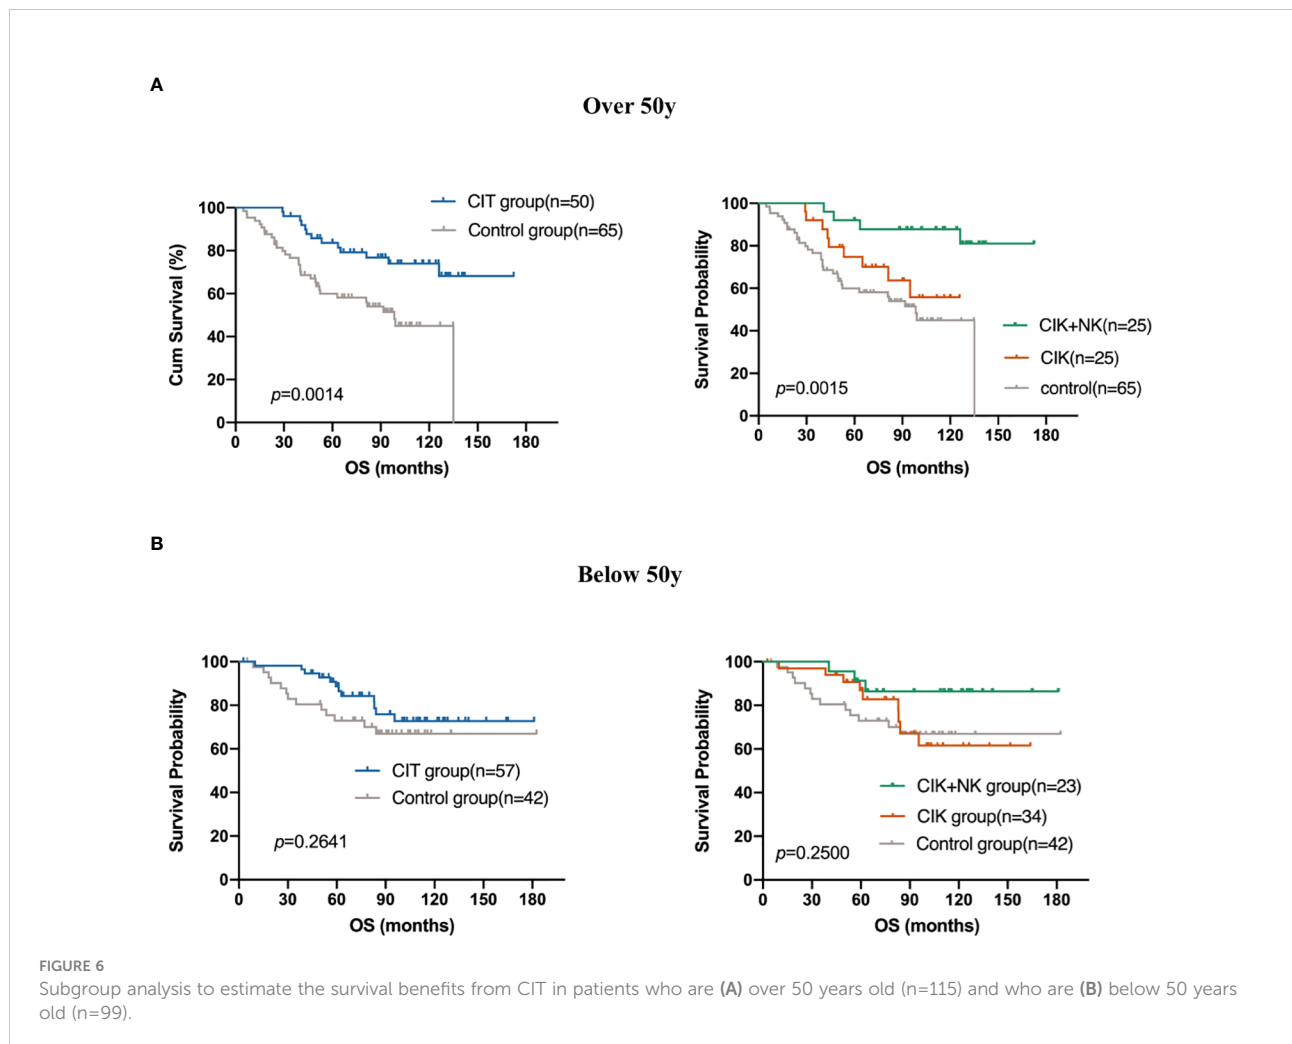 A
Over 50y
CIT group(n=50)
Control group(n=65)
Cum Survival (%)
100
80
60
40
20
0
p=0.0014
0 30 60 90 120 150 180
OS (months)
Survival Probability
100
80
60
40
20
0
CIK+NK(n=25)
CIK(n=25)
control(n=65)
p=0.0015
0 30 60 90 120 150 180
OS (months)
B
Below 50y
Survival Probability
100
80
60
40
20
0
CIT group(n=57)
Control group(n=42)
p=0.2641
0 30 60 90 120 150 180
OS (months)
Survival Probability
100
80
60
40
20
0
CIK+NK group(n=23)
CIK group(n=34)
Control group(n=42)
p=0.2500
0 30 60 90 120 150 180
OS (months)
FIGURE 6
Subgroup analysis to estimate the survival benefits from CIT in patients who are (A) over 50 years old (n=115) and who are (B) below 50 years
old (n=99).